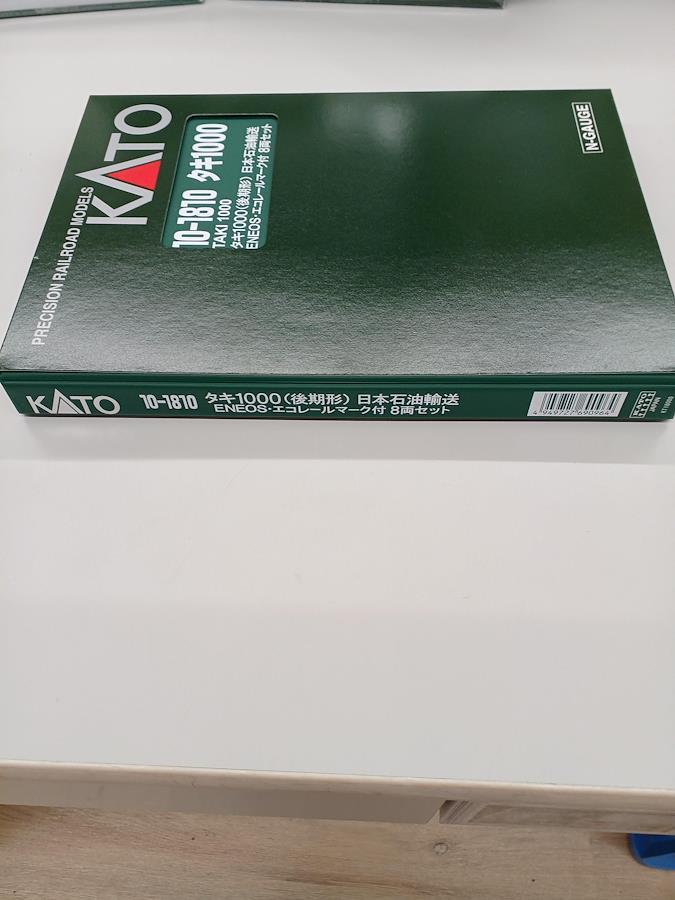 KATO
PRECISION RAILROAD MODELS
10-1810 タキ1000
TAKI 1000
タキ1000(後期形) 日本石油輸送
ENEOS・エコレールマーク付 8両セット
N-GAUGE
KATO 10-1810 タキ1000(後期形) 日本石油輸送
ENEOS・エコレールマーク付 8両セット
4 949727 690964
JAPAN